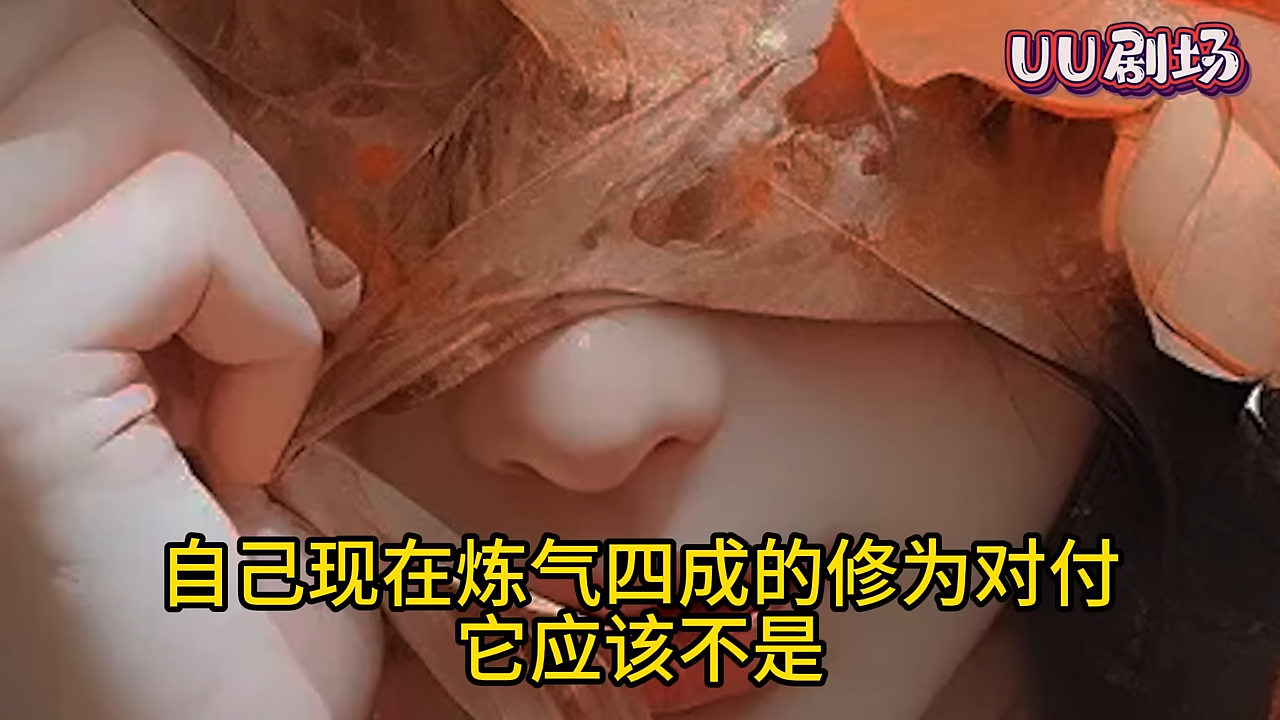 UU剧场
自己现在炼气四成的修为对付
它应该不是